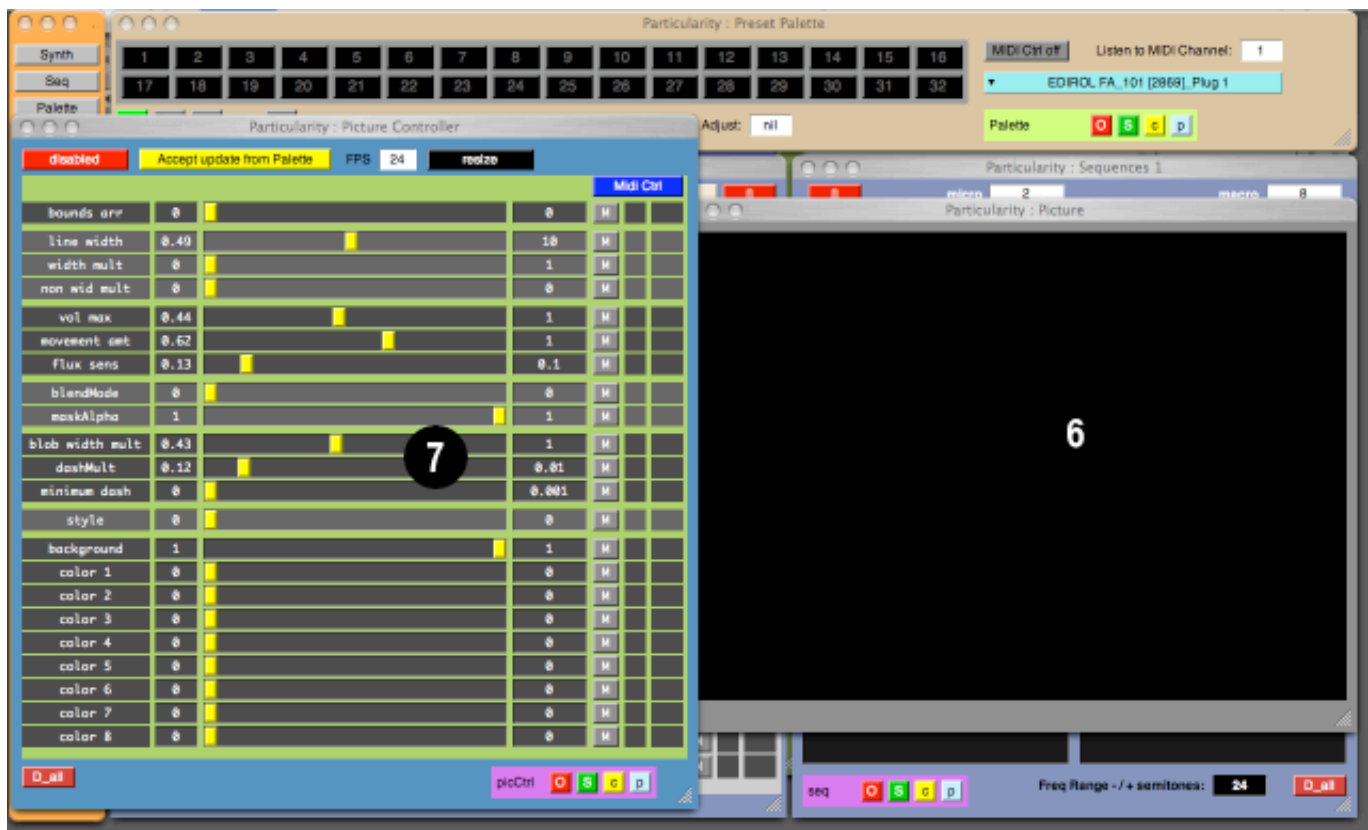 Particularity : Preset Palette
Synth
Seq
Palette
1 2 3 4 5 6 7 8 9 10 11 12 13 14 15 16
17 18 19 20 21 22 23 24 25 26 27 28 29 30 31 32
MIDI Ctrl off Listen to MIDI Channel: 1
EDIROL FA_101 [2869]_Plug 1
Adjust: nil
Palette O S c p
Particularity : Picture Controller
disabled Accept update from Palette FPS 24 resize
Midi Ctrl
bounds arr 0 0 M
line width 0.49 10 M
width mult 0 1 M
non wid mult 0 0 M
vol max 0.44 1 M
movement amt 0.62 1 M
flux sens 0.13 0.1 M
blendMode 0 0 M
maskAlpha 1 1 M
blob width mult 0.43 1 M
dashMult 0.12 0.01 M
minimum dash 0 0.001 M
style 0 0 M
background 1 1 M
color 1 0 0 M
color 2 0 0 M
color 3 0 0 M
color 4 0 0 M
color 5 0 0 M
color 6 0 0 M
color 7 0 0 M
color 8 0 0 M
7
D_all
picCtrl O S c p
Particularity : Sequences 1
micro 2 macro 8
Particularity : Picture
6
seq O S c p
Freq Range -/+ semitones: 24 D_all